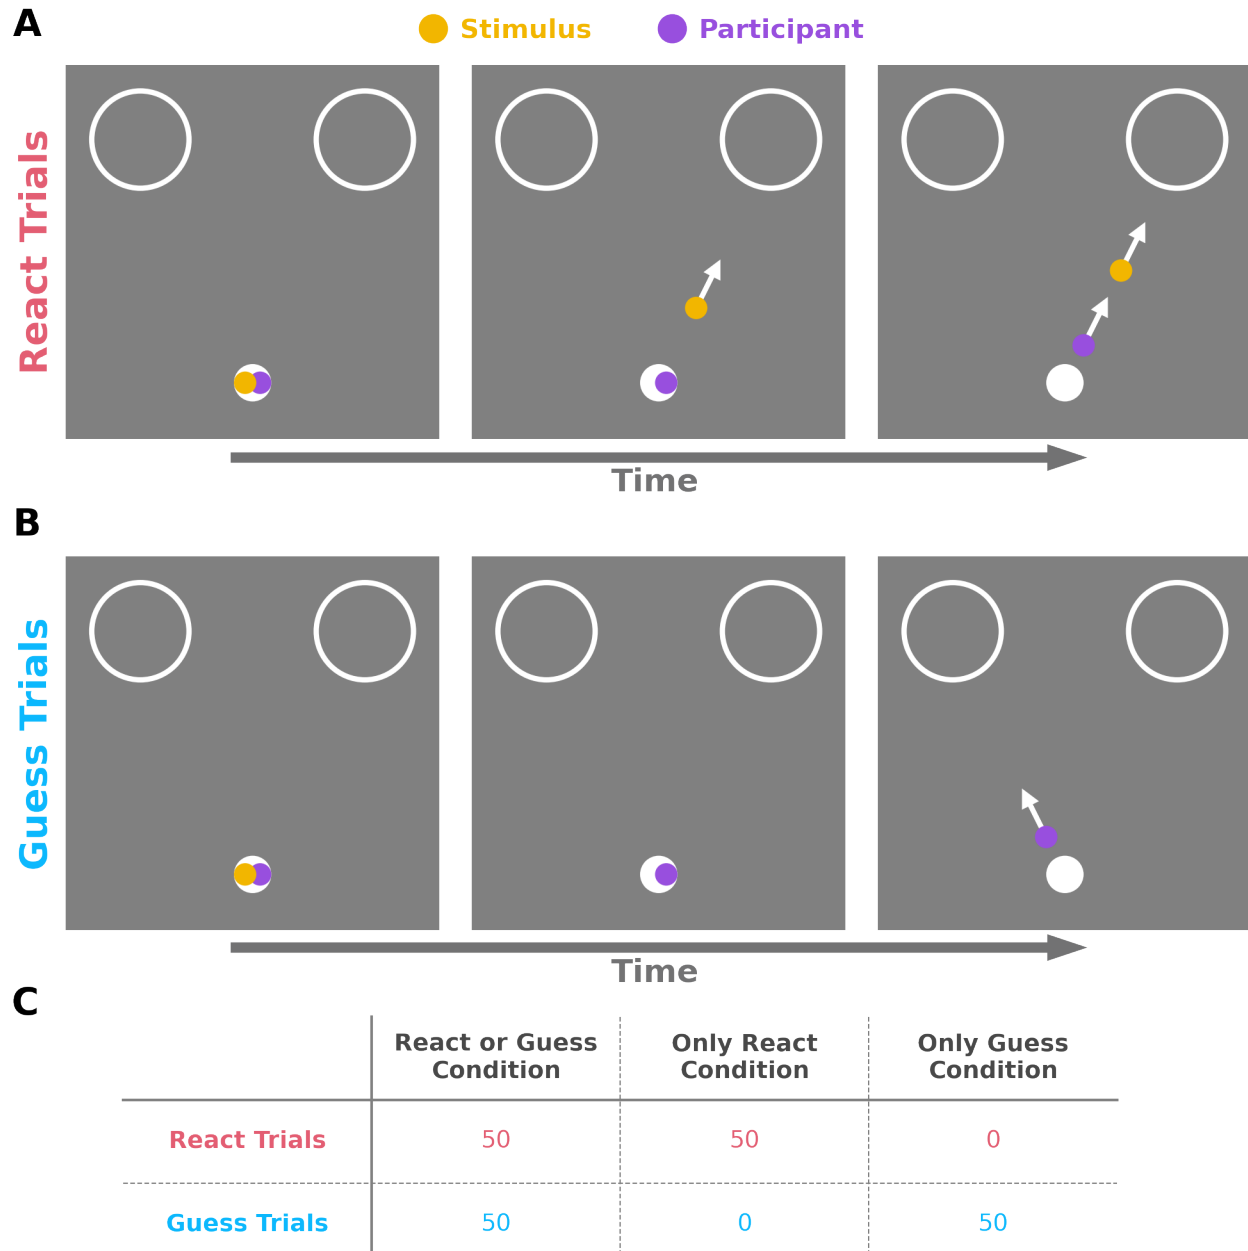 A
Stimulus Participant
React Trials
Time
B
Guess Trials
Time
C
React or Guess Condition
Only React Condition
Only Guess Condition
React Trials 50 50 0
Guess Trials 50 0 50